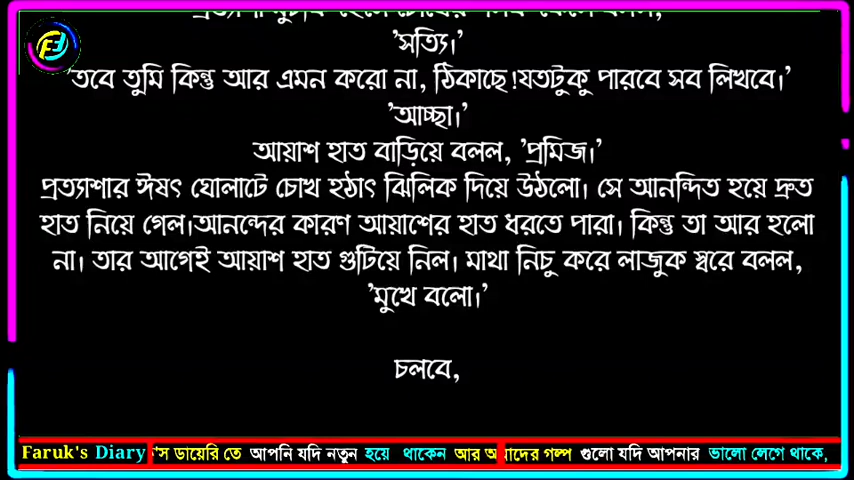 'সত্যি।'
'তবে তুমি কিন্তু আর এমন করো না, ঠিকাছে!যতটুকু পারবে সব লিখবে।'
'আচ্ছা।'
আয়াশ হাত বাড়িয়ে বলল, 'প্রমিজ।'
প্রত্যাশার ঈষৎ ঘোলাটে চোখ হঠাৎ ঝিলিক দিয়ে উঠলো। সে আনন্দিত হয়ে দ্রুত
হাত নিয়ে গেল।আনন্দের কারণ আয়াশের হাত ধরতে পারা। কিন্তু তা আর হলো
না। তার আগেই আয়াশ হাত গুটিয়ে নিল। মাথা নিচু করে লাজুক স্বরে বলল,
'মুখে বলো।'
চলবে,
Faruk's Diary 'স ডায়েরি তে আপনি যদি নতুন হয়ে থাকেন আর গল্প গুলো যদি আপনার ভালো লেগে থাকে,